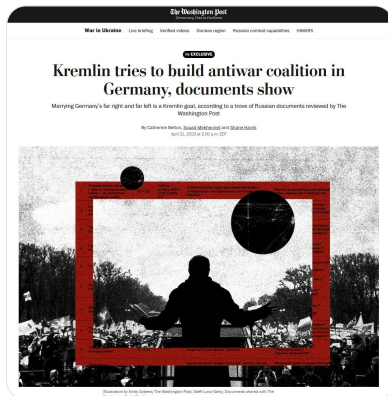 The Washington Post
Democracy Dies in Darkness
War in Ukraine Live briefing Verified videos Donbas region Russian combat capabilities HIMARS
EXCLUSIVE
Kremlin tries to build antiwar coalition in
Germany, documents show
Marrying Germany's far right and far left is a Kremlin goal, according to a trove of Russian documents reviewed by The
Washington Post
By Catherine Belton, Souad Mekhennet and Shane Harris
April 21, 2023 at 2:00 a.m. EDT
(Illustration by Emily Sabens/The Washington Post; Steffi Loos/Getty; Documents shared with The